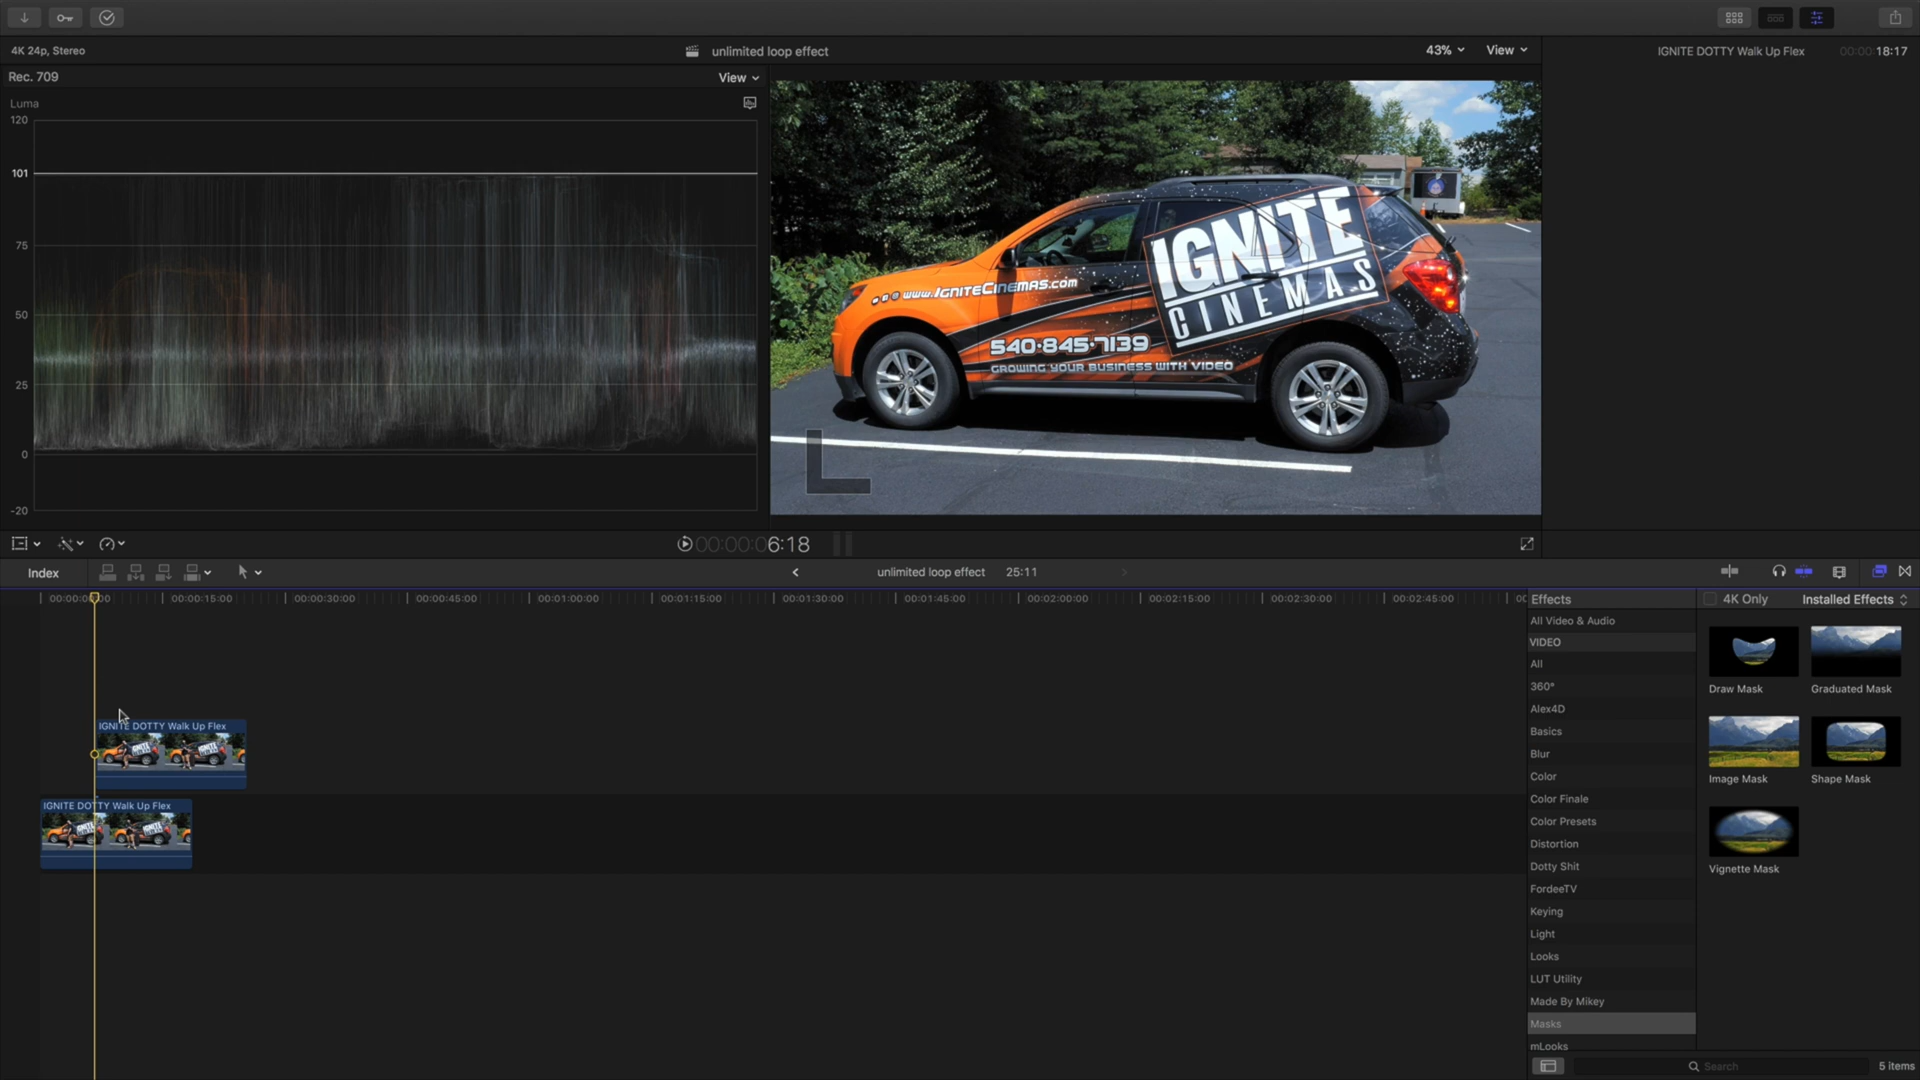 4K 24p, Stereo
unlimited loop effect
43%
View
IGNITE DOTTY Walk Up Flex
00:00:18:17
Rec. 709
View
Luma
120
101
75
50
25
0
-20
www.IgniteCinemas.com
IGNITE
CINEMAS
540-845-7139
GROWING YOUR BUSINESS WITH VIDEO
00:00:06:18
Index
unlimited loop effect
25:11
00:00:15:00
00:00:30:00
00:00:45:00
00:01:00:00
00:01:15:00
00:01:30:00
00:01:45:00
00:02:00:00
00:02:15:00
00:02:30:00
00:02:45:00
IGNITE DOTTY Walk Up Flex
IGNITE DOTTY Walk Up Flex
Effects
4K Only
Installed Effects
All Video & Audio
VIDEO
All
360°
Alex4D
Basics
Blur
Color
Color Finale
Color Presets
Distortion
Dotty Shit
FordeeTV
Keying
Light
Looks
LUT Utility
Made By Mikey
Masks
mLooks
Draw Mask
Graduated Mask
Image Mask
Shape Mask
Vignette Mask
Search
5 items